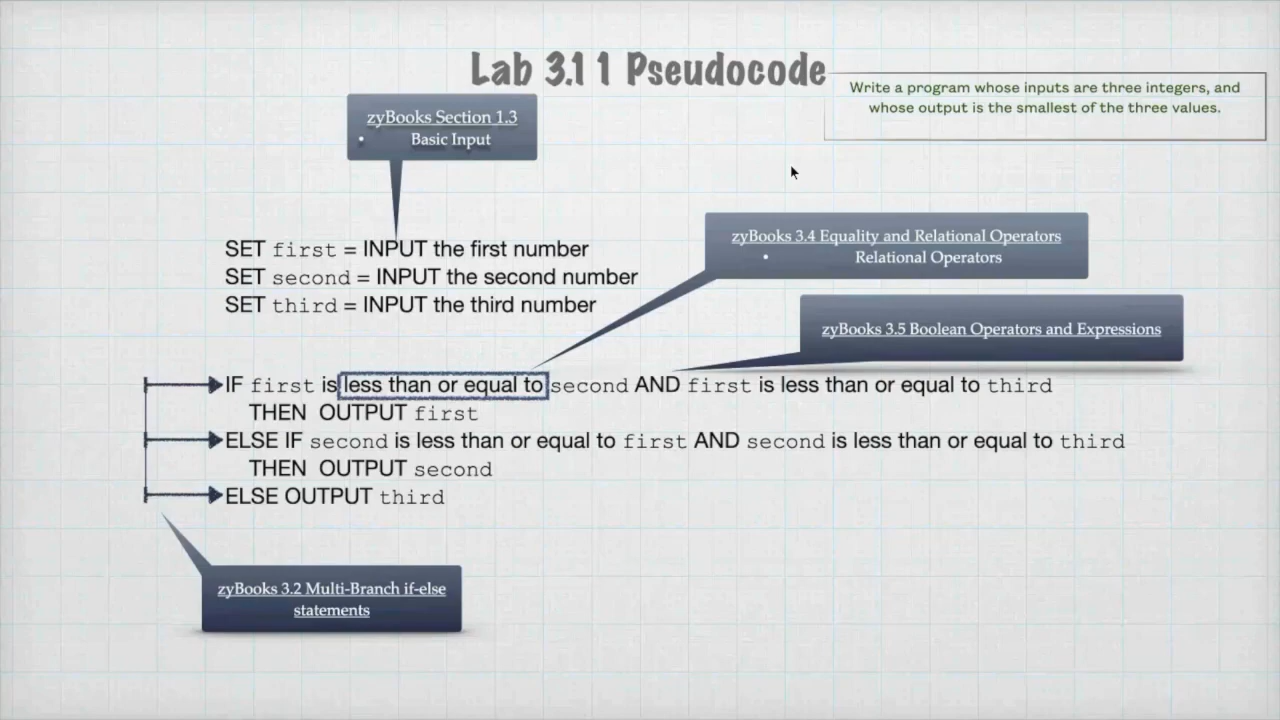 Lab 3.1 1 Pseudocode
Write a program whose inputs are three integers, and
whose output is the smallest of the three values.
zyBooks Section 1.3
• Basic Input
SET first = INPUT the first number
SET second = INPUT the second number
SET third = INPUT the third number
zyBooks 3.4 Equality and Relational Operators
• Relational Operators
zyBooks 3.5 Boolean Operators and Expressions
IF first is less than or equal to second AND first is less than or equal to third
THEN OUTPUT first
ELSE IF second is less than or equal to first AND second is less than or equal to third
THEN OUTPUT second
ELSE OUTPUT third
zyBooks 3.2 Multi-Branch if-else
statements